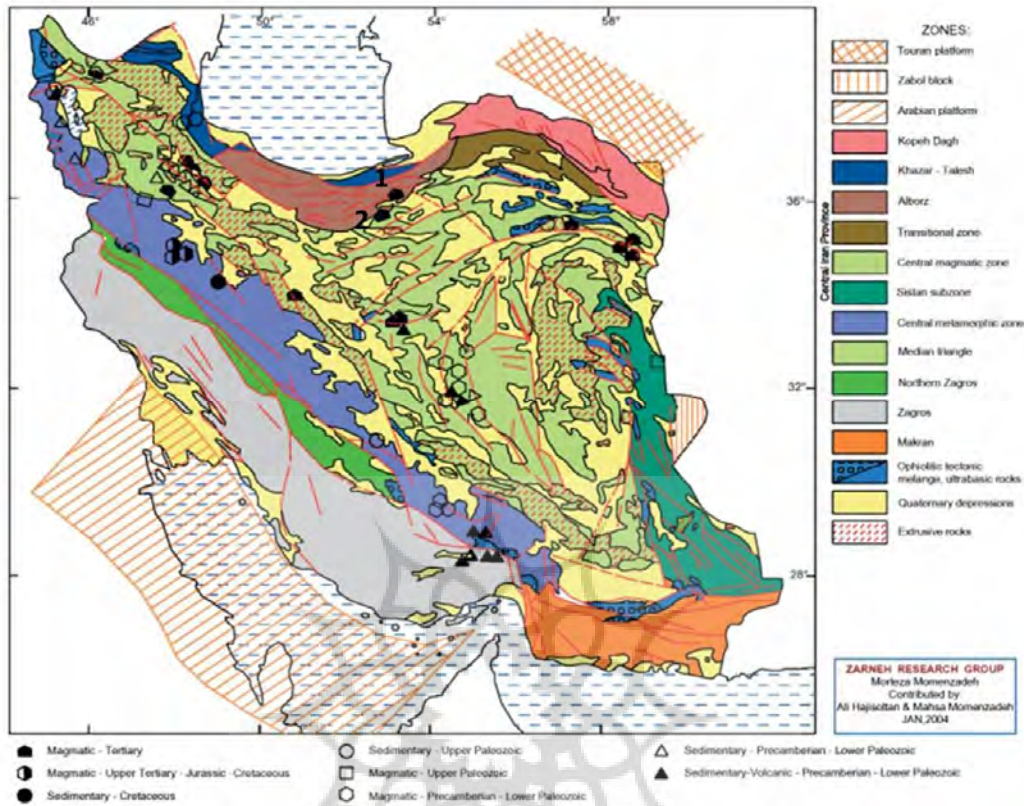 46° 50° 54° 58°
36°
32°
28°
1
2
Central Iran Province
ZONES:
Touran platform
Zabol block
Arabian platform
Kopeh Dagh
Khazar - Talesh
Alborz
Transitional zone
Central magmatic zone
Sistan subzone
Central metamorphic zone
Median triangle
Northern Zagros
Zagros
Makran
Ophiolitic tectonic
melange, ultrabasic rocks
Quaternary depressions
Extrusive rocks
ZARNEH RESEARCH GROUP
Morteza Momenzadeh
Contributed by
Ali Hajisoltan & Mahsa Momenzadeh
JAN,2004
Magmatic - Tertiary
Magmatic - Upper Tertiary - Jurassic - Cretaceous
Sedimentary - Cretaceous
Sedimentary - Upper Paleozoic
Magmatic - Upper Paleozoic
Magmatic - Precamberian - Lower Paleozoic
Sedimentary - Precamberian - Lower Paleozoic
Sedimentary-Volcanic - Precamberian - Lower Paleozoic